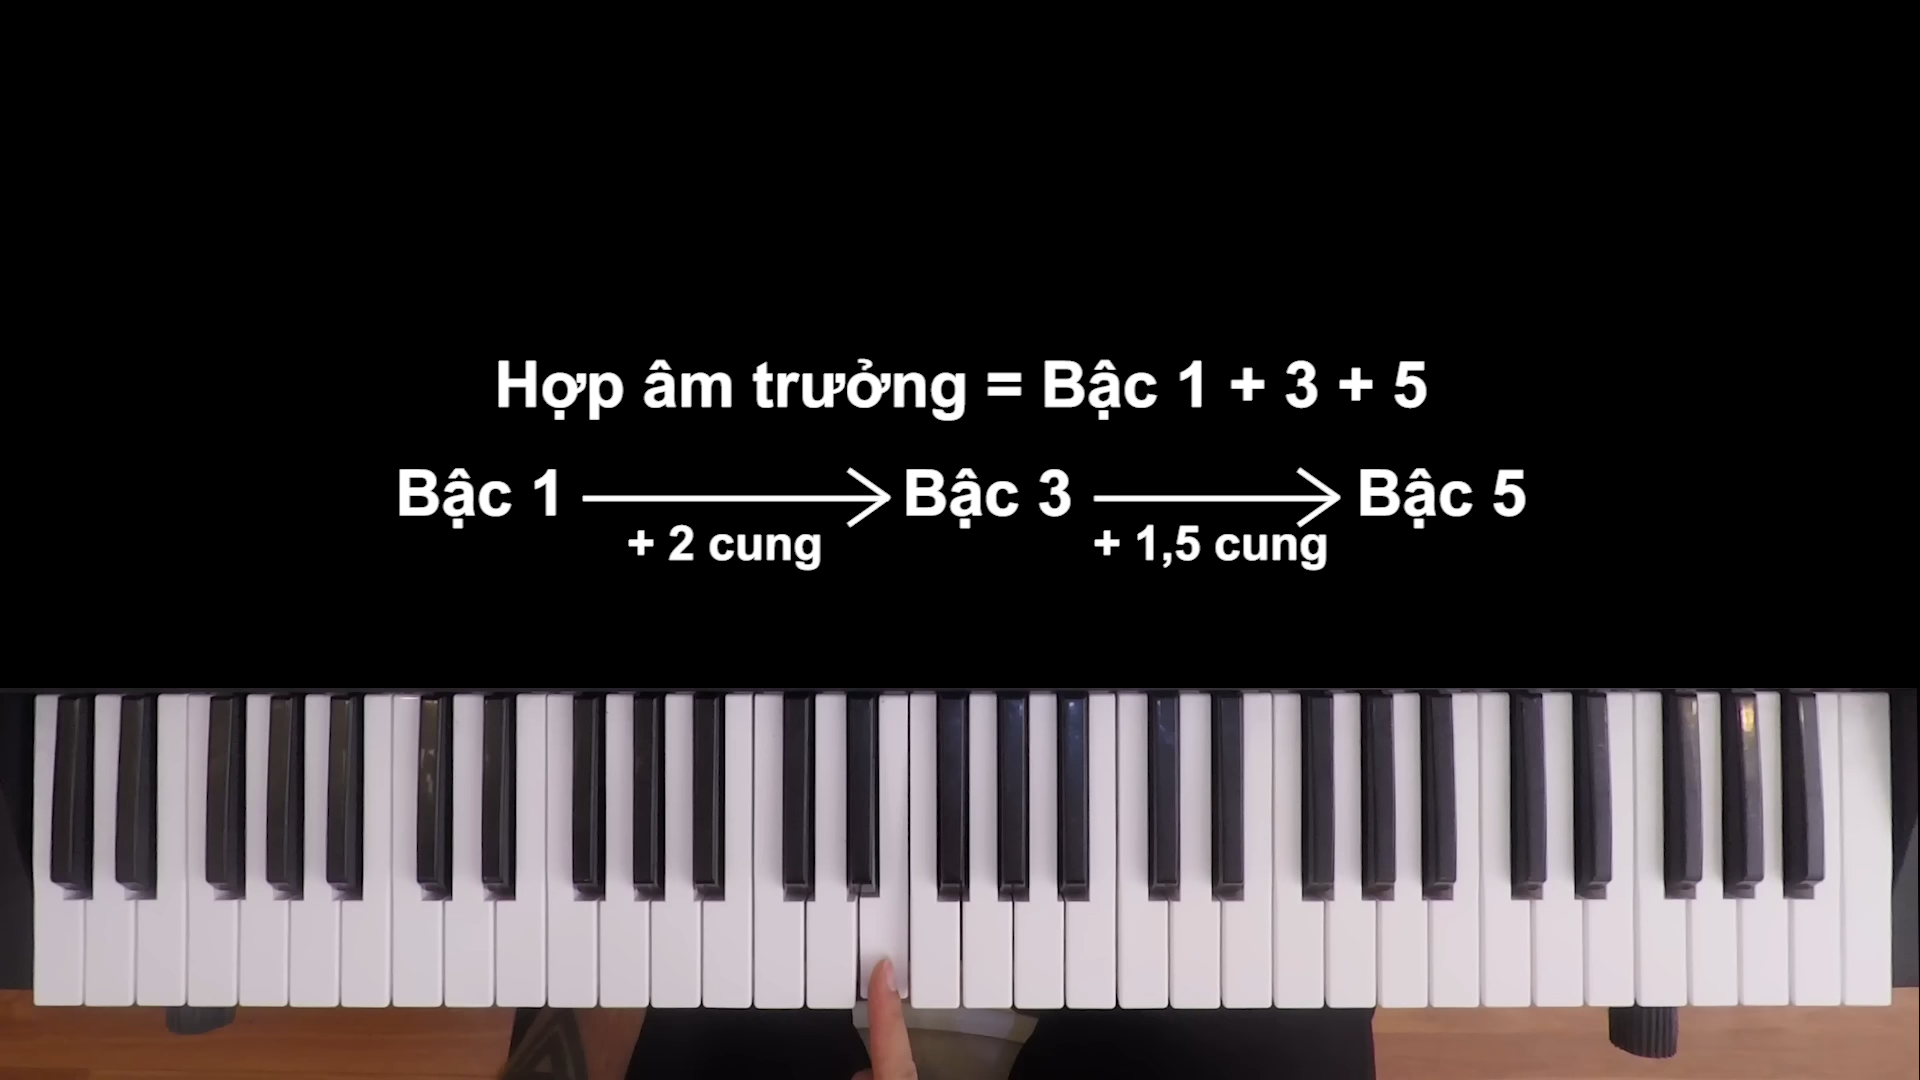 Hợp âm trưởng = Bậc 1 + 3 + 5
Bậc 1 → Bậc 3 → Bậc 5
+ 2 cung + 1,5 cung